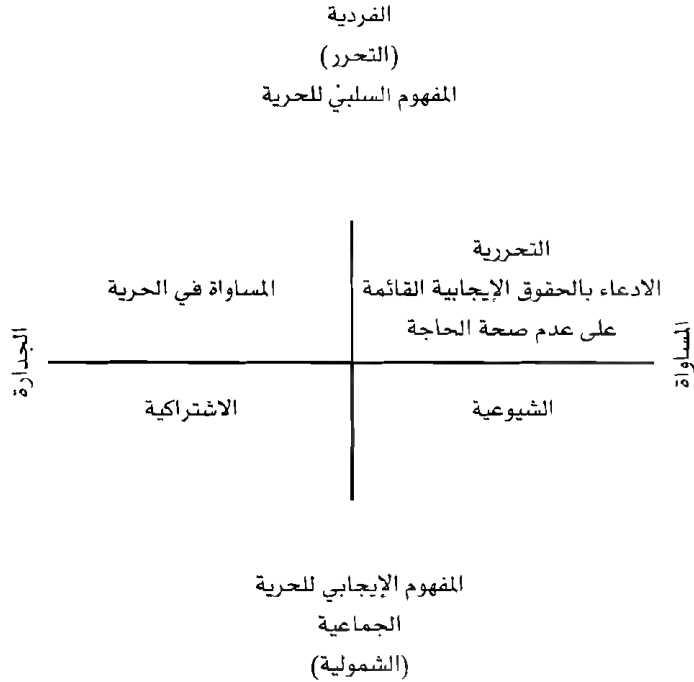 الفردية
(التحرر)
المفهوم السلبيْ للحرية
التحررية
الادعاء بالحقوق الإيجابية القائمة
على عدم صحة الحاجة
المساواة في الحرية
المساواة
الجدارة
الشيوعية
الاشتراكية
المفهوم الإيجابي للحرية
الجماعية
(الشمولية)